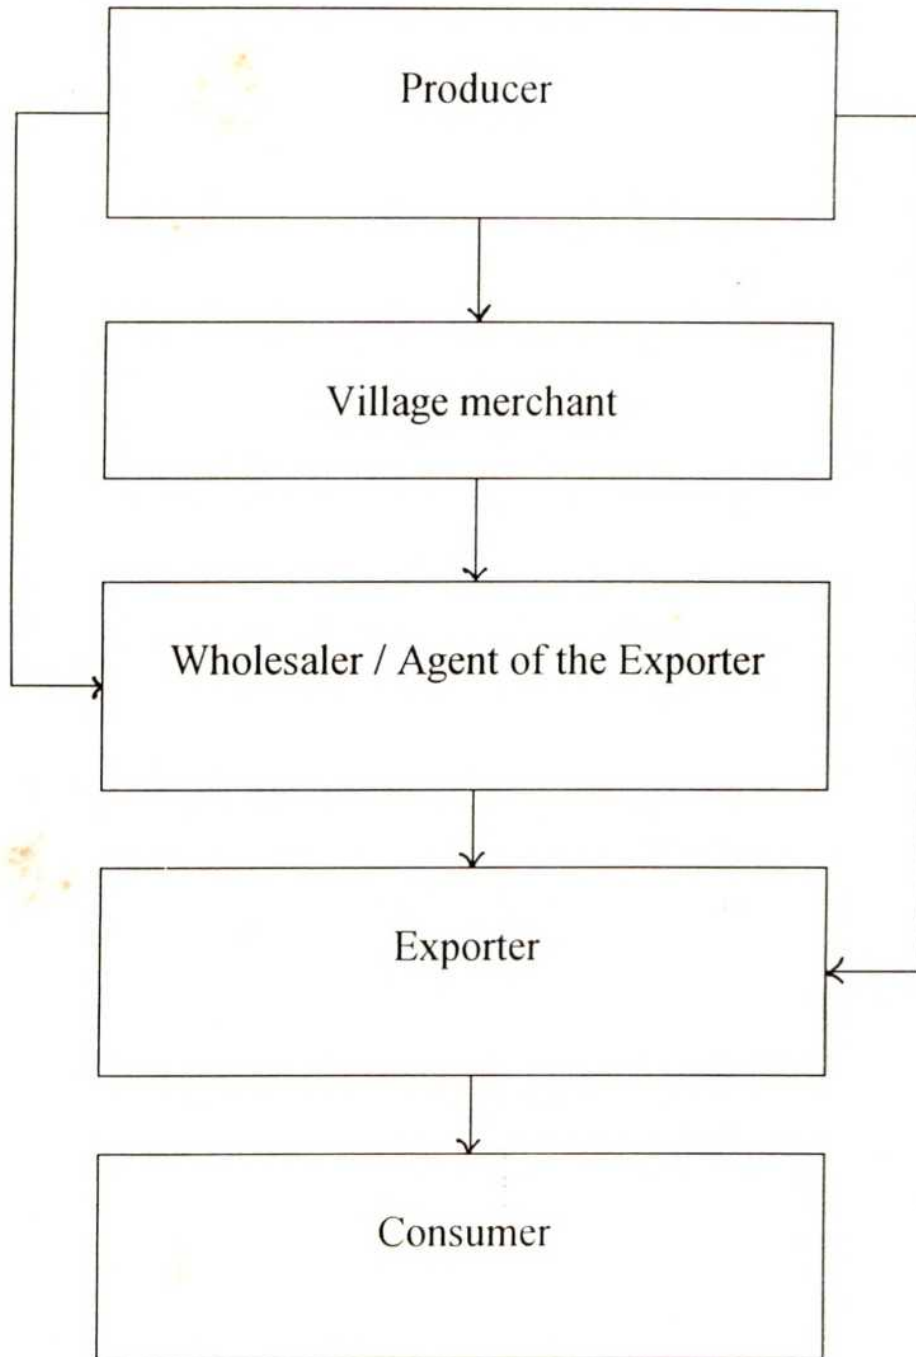 Producer
Village merchant
Wholesaler / Agent of the Exporter
Exporter
Consumer